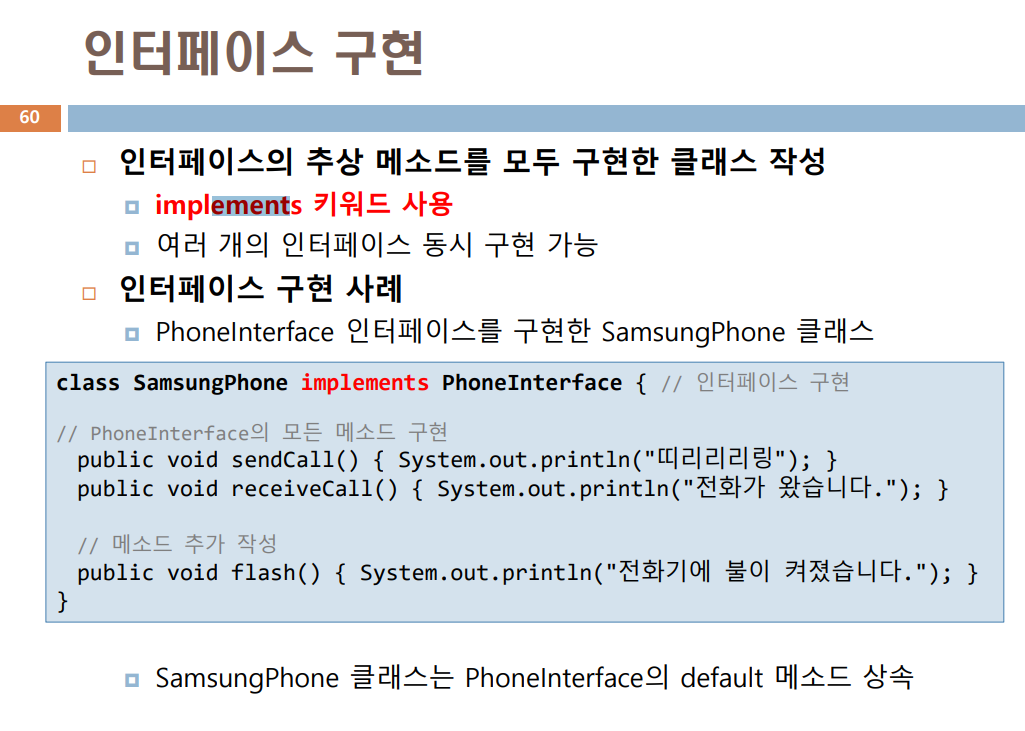 인터페이스 구현
60
인터페이스의 추상 메소드를 모두 구현한 클래스 작성
implements 키워드 사용
여러 개의 인터페이스 동시 구현 가능
인터페이스 구현 사례
PhoneInterface 인터페이스를 구현한 SamsungPhone 클래스
class SamsungPhone implements PhoneInterface { // 인터페이스 구현
// PhoneInterface의 모든 메소드 구현
public void sendCall() { System.out.println("띠리리리링"); }
public void receiveCall() { System.out.println("전화가 왔습니다."); }
// 메소드 추가 작성
public void flash() { System.out.println("전화기에 불이 켜졌습니다."); }
}
SamsungPhone 클래스는 PhoneInterface의 default 메소드 상속